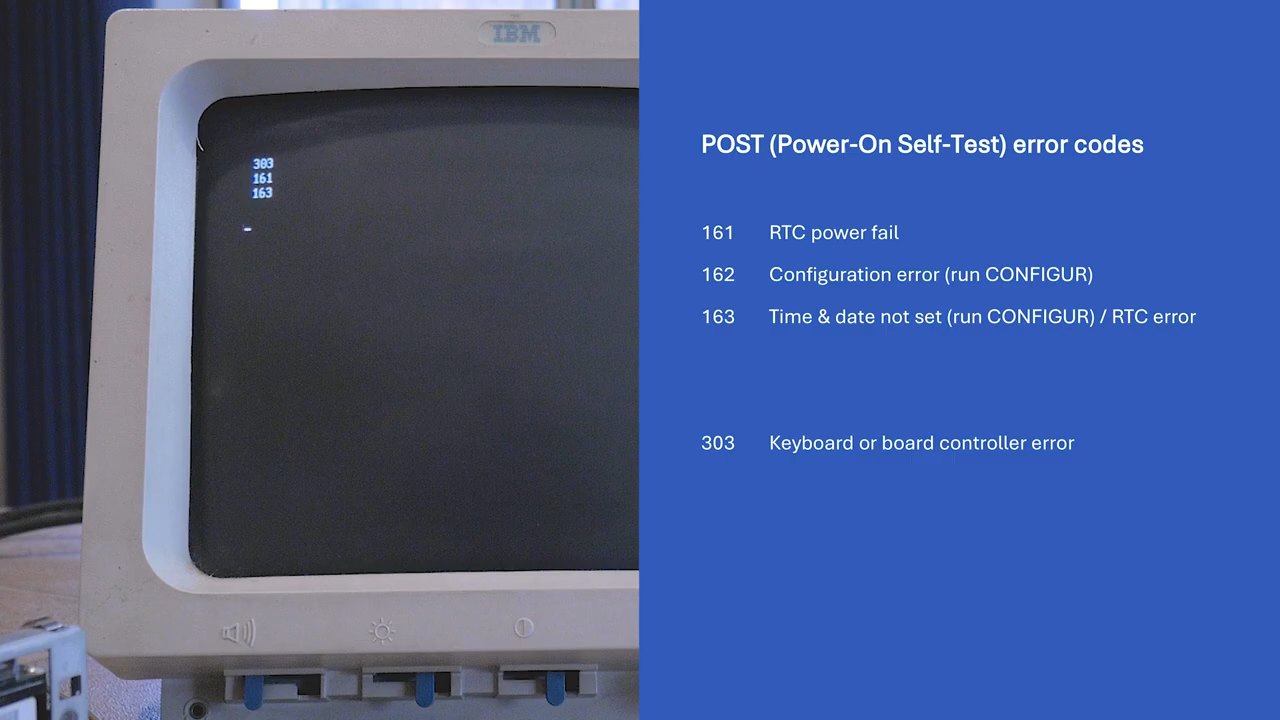 IBM
303
161
163
-
POST (Power-On Self-Test) error codes
161 RTC power fail
162 Configuration error (run CONFIGUR)
163 Time & date not set (run CONFIGUR) / RTC error
303 Keyboard or board controller error